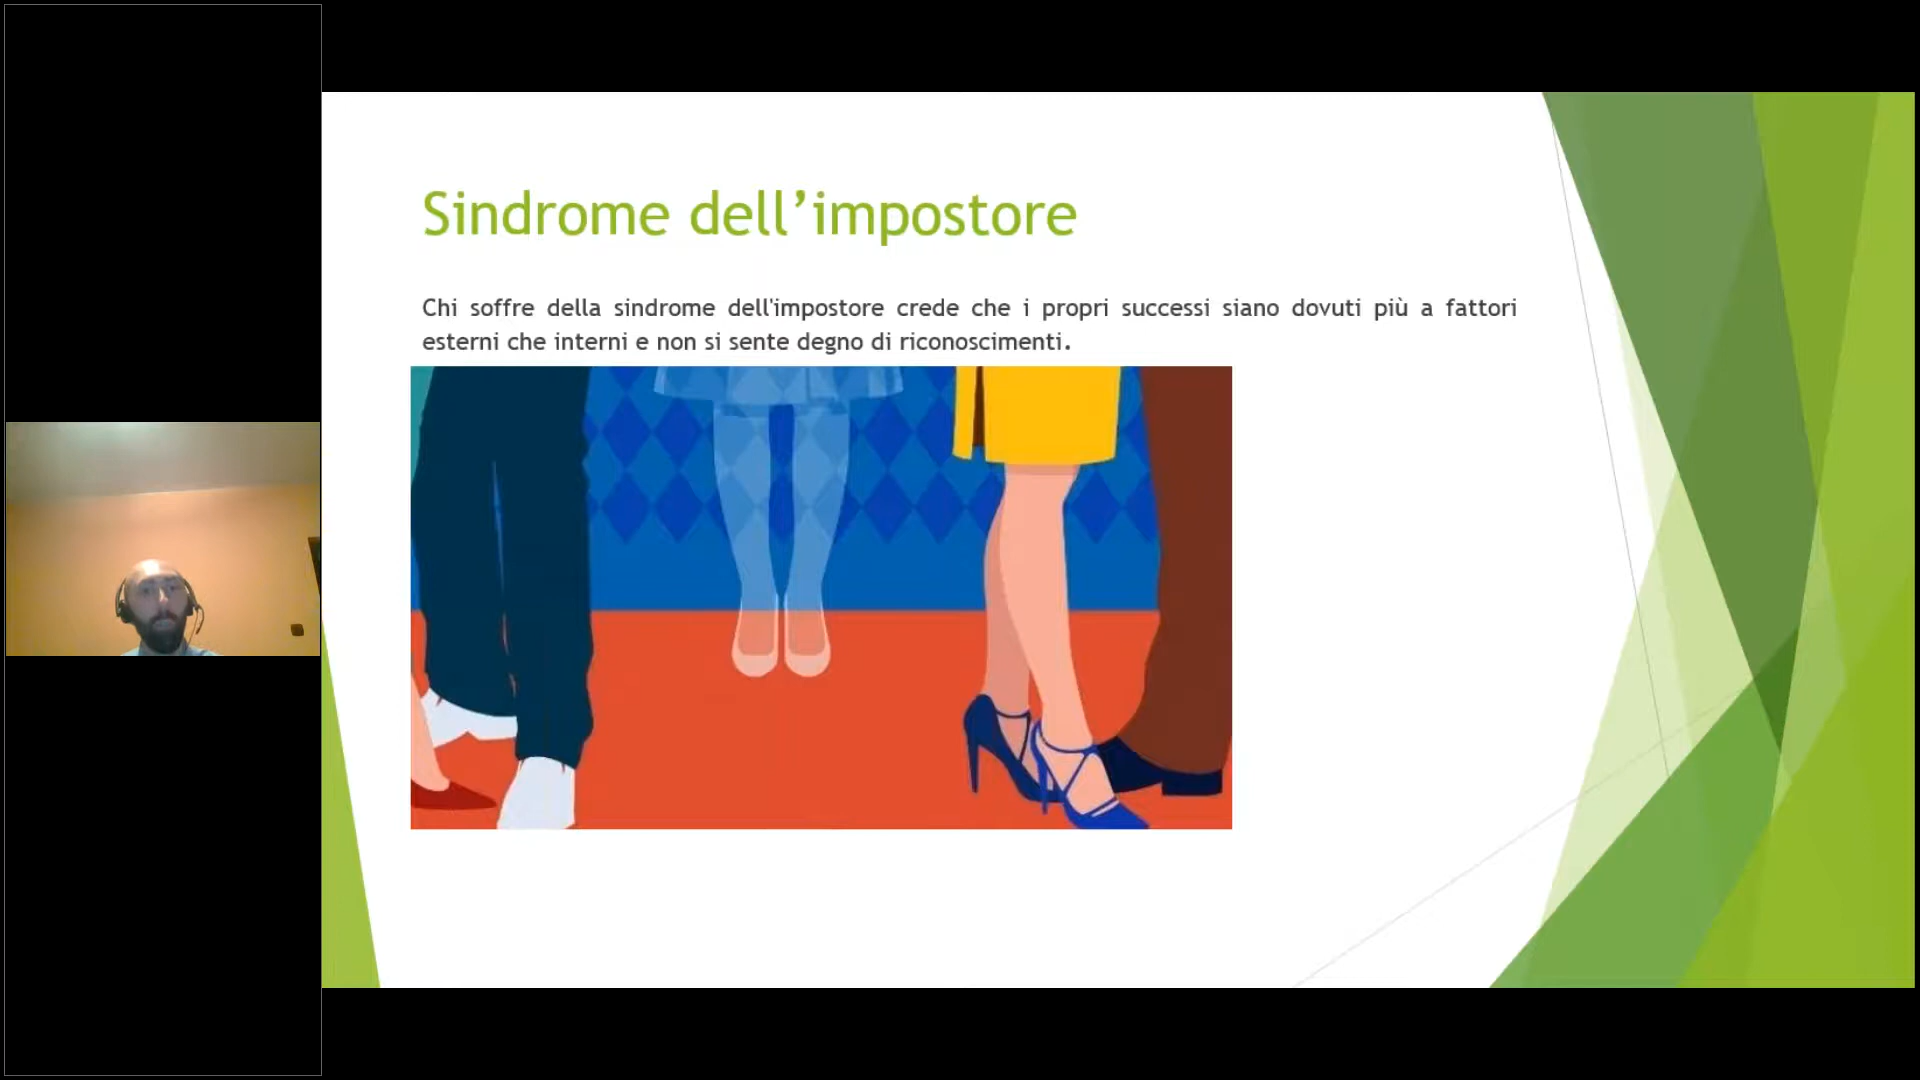 Sindrome dell’impostore
Chi soffre della sindrome dell'impostore crede che i propri successi siano dovuti più a fattori
esterni che interni e non si sente degno di riconoscimenti.